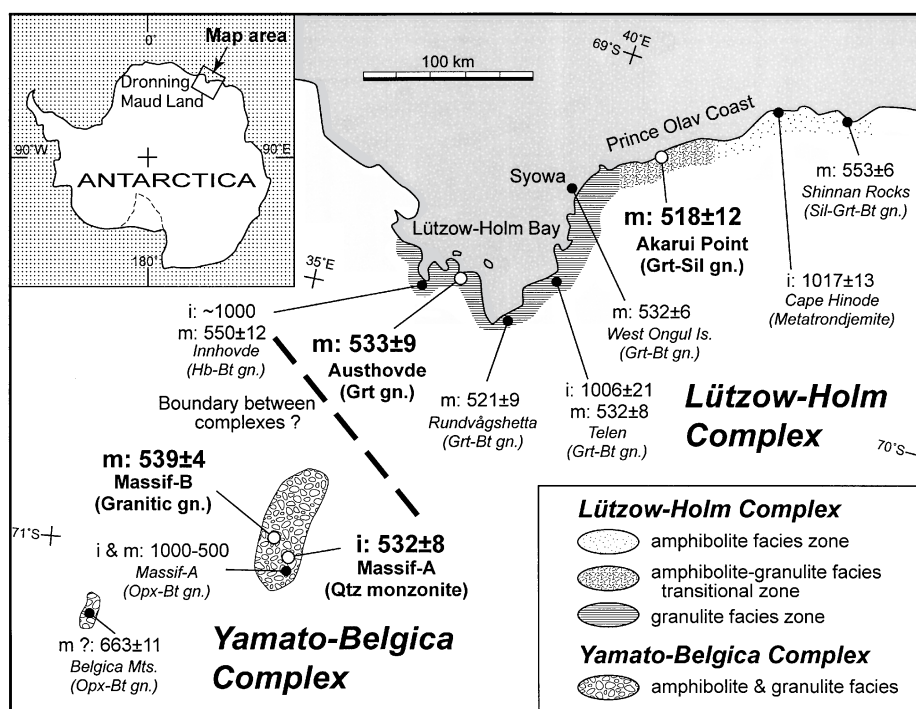 0°
Map area
Dronning
Maud Land
90°W
90°E
ANTARCTICA
180°
100 km
69°S
40°E
Prince Olav Coast
Syowa
Lützow-Holm Bay
35°E
m: 553±6
Shinnan Rocks
(Sil-Grt-Bt gn.)
m: 518±12
Akarui Point
(Grt-Sil gn.)
i: 1017±13
Cape Hinode
(Metatrondjemite)
i: ~1000
m: 550±12
Innhovde
(Hb-Bt gn.)
m: 533±9
Austhovde
(Grt gn.)
m: 532±6
West Ongul Is.
(Grt-Bt gn.)
m: 521±9
Rundvågshetta
(Grt-Bt gn.)
i: 1006±21
m: 532±8
Telen
(Grt-Bt gn.)
Lützow-Holm
Complex
70°S
Boundary between
complexes ?
m: 539±4
Massif-B
(Granitic gn.)
71°S
i & m: 1000-500
Massif-A
(Opx-Bt gn.)
i: 532±8
Massif-A
(Qtz monzonite)
m ?: 663±11
Belgica Mts.
(Opx-Bt gn.)
Yamato-Belgica
Complex
Lützow-Holm Complex
amphibolite facies zone
amphibolite-granulite facies
transitional zone
granulite facies zone
Yamato-Belgica Complex
amphibolite & granulite facies